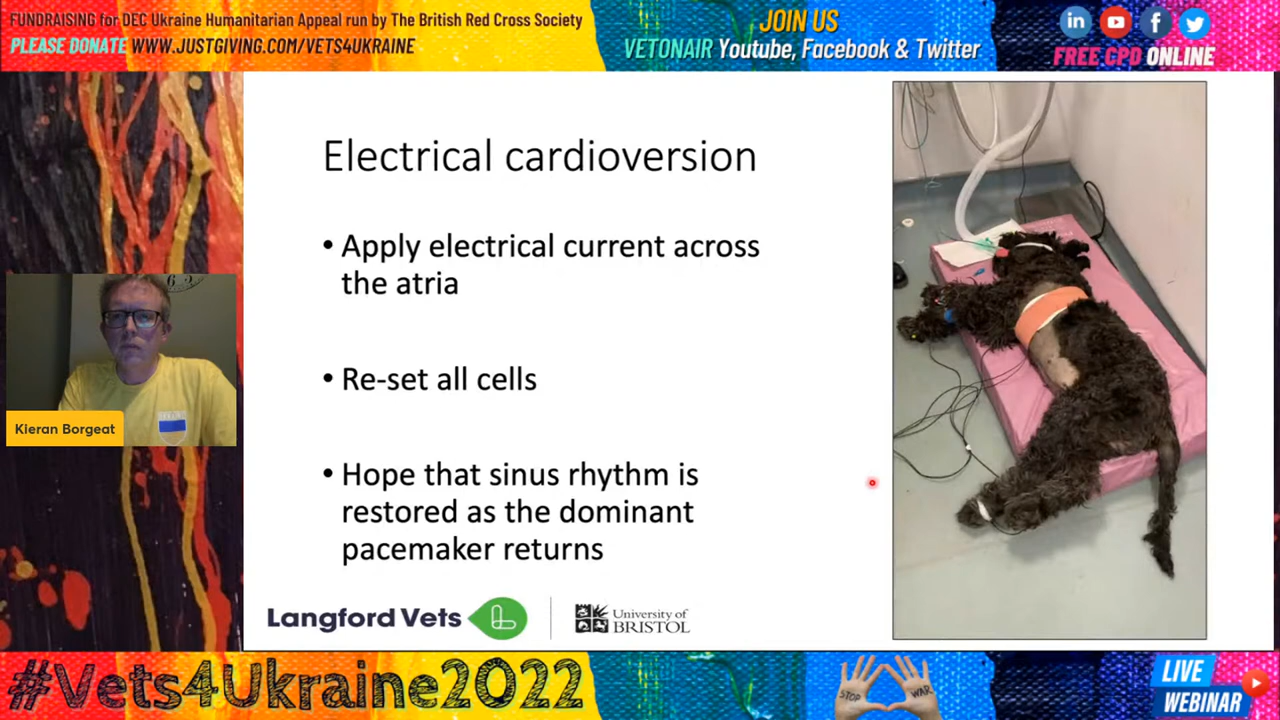 FUNDRAISING for DEC Ukraine Humanitarian Appeal run by The British Red Cross Society
PLEASE DONATE WWW.JUSTGIVING.COM/VETS4UKRAINE
JOIN US
VETONAIR Youtube, Facebook & Twitter
FREE CPD ONLINE
Electrical cardioversion
• Apply electrical current across
the atria
• Re-set all cells
• Hope that sinus rhythm is
restored as the dominant
pacemaker returns
Kieran Borgeat
Langford Vets
University of
BRISTOL
#Vets4Ukraine2022
STOP
WAR
LIVE
WEBINAR